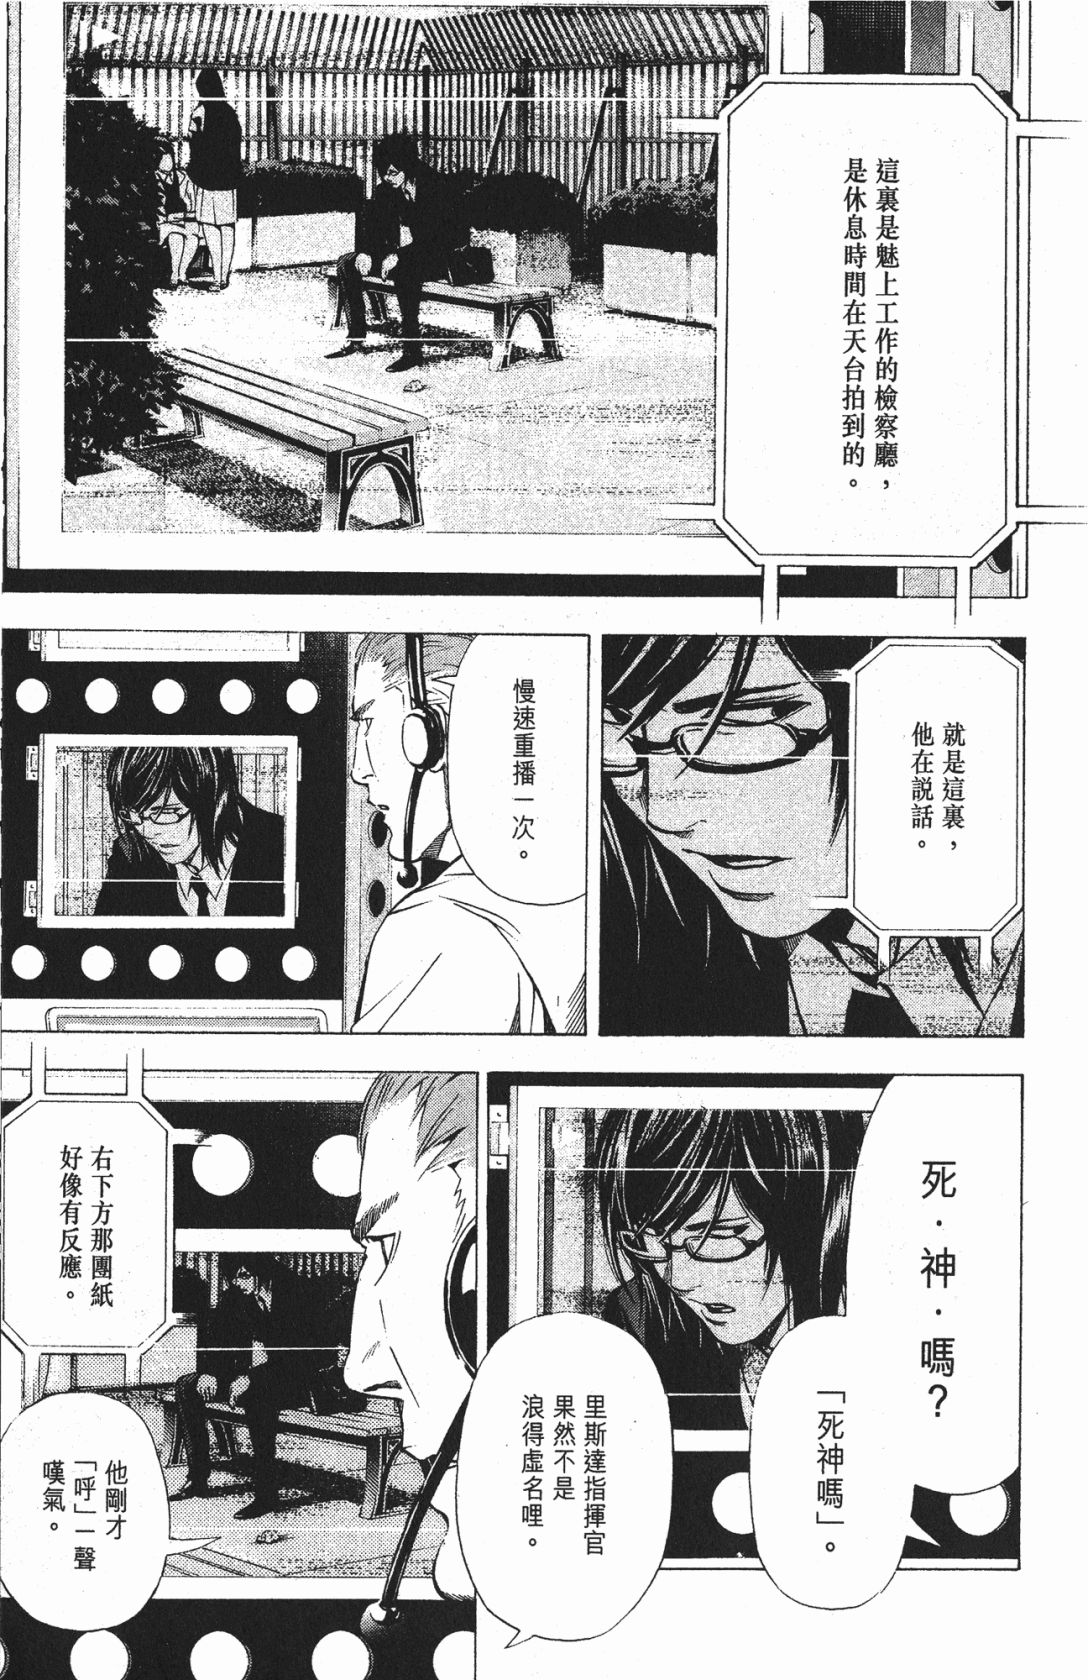 這裏是魅上工作的檢察廳，
是休息時間在天台拍到的。
就是這裏，
他在説話。
慢速重播一次。
死．神．嗎？
「死神嗎」。
里斯達指揮官
果然不是
浪得虛名哩。
右下方那團紙
好像有反應。
他剛才
「呼」一聲
嘆氣。